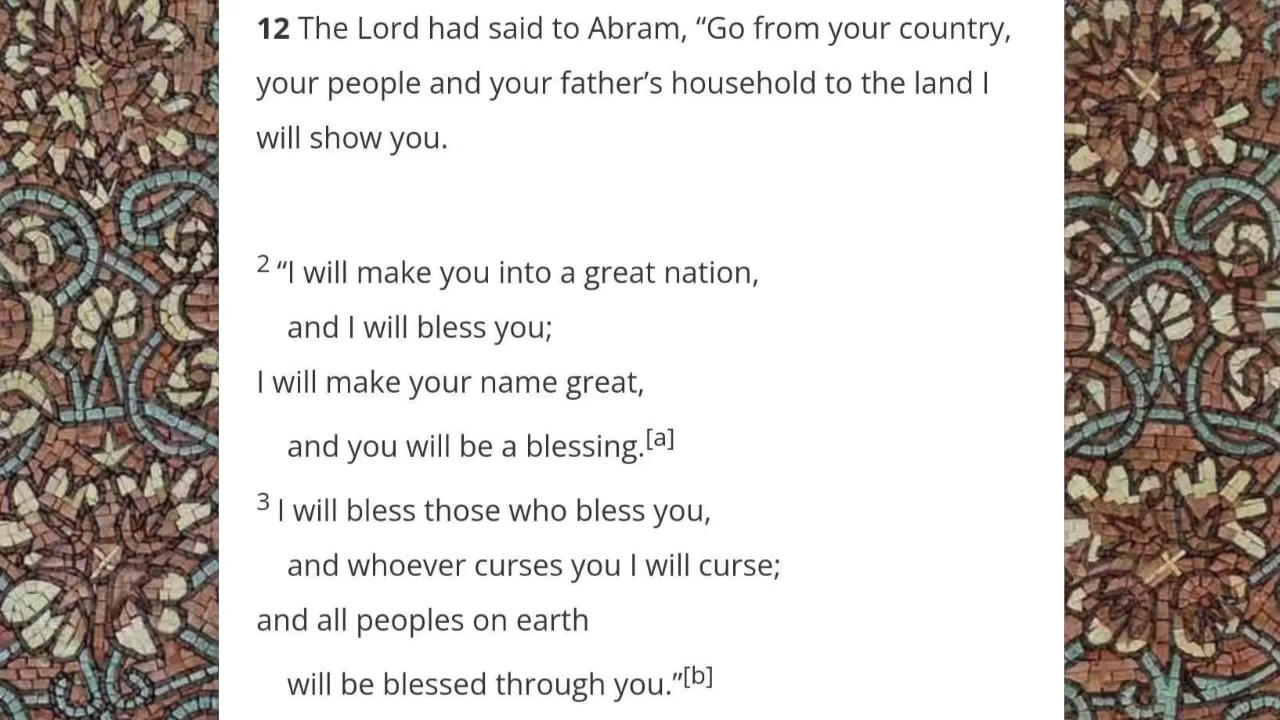 12 The Lord had said to Abram, “Go from your country,
your people and your father’s household to the land I
will show you.
2 “I will make you into a great nation,
and I will bless you;
I will make your name great,
and you will be a blessing.[a]
3 I will bless those who bless you,
and whoever curses you I will curse;
and all peoples on earth
will be blessed through you.”[b]